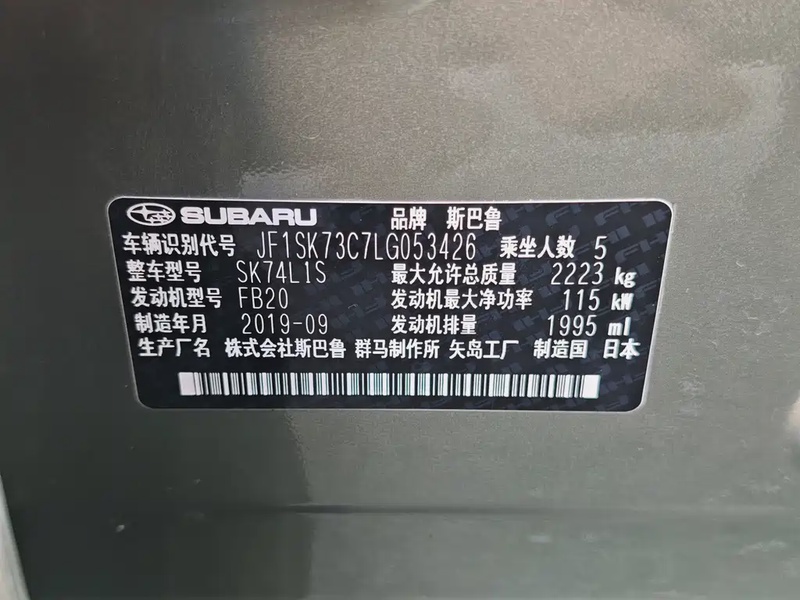 SUBARU 品牌 斯巴鲁
车辆识别代号 JF1SK73C7LG053426 乘坐人数 5
整车型号 SK74L1S 最大允许总质量 2223 kg
发动机型号 FB20 发动机最大净功率 115 kW
制造年月 2019-09 发动机排量 1995 ml
生产厂名 株式会社斯巴鲁 群马制作所 矢岛工厂 制造国 日本